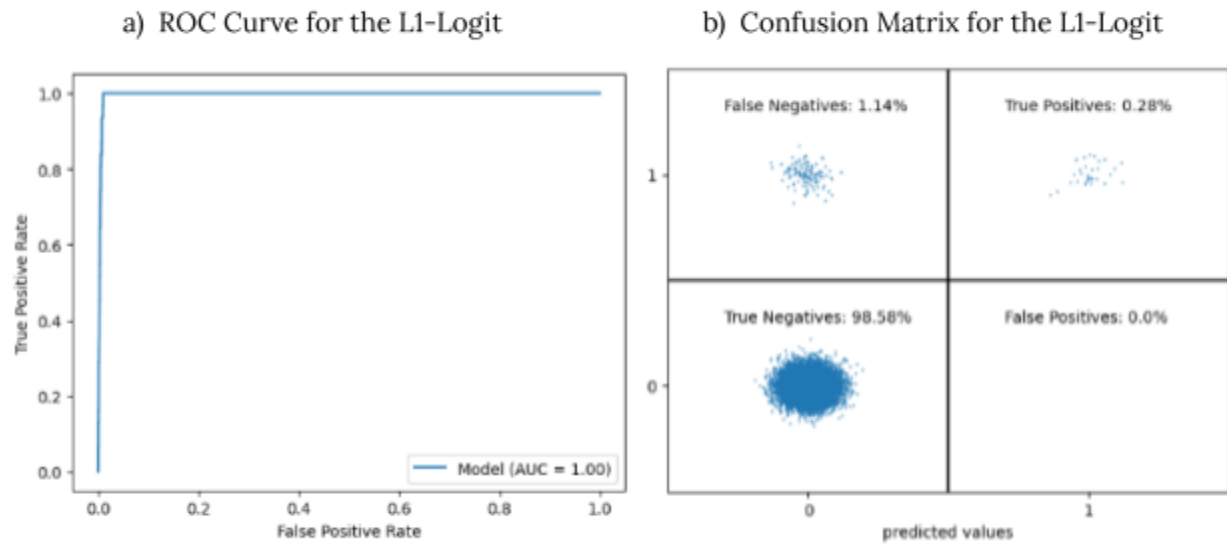 a) ROC Curve for the L1-Logit
1.0
0.8
0.6
0.4
0.2
0.0
True Positive Rate
Model (AUC = 1.00)
0.0 0.2 0.4 0.6 0.8 1.0
False Positive Rate
b) Confusion Matrix for the L1-Logit
False Negatives: 1.14% True Positives: 0.28%
1
True Negatives: 98.58% False Positives: 0.0%
0
0 1
predicted values